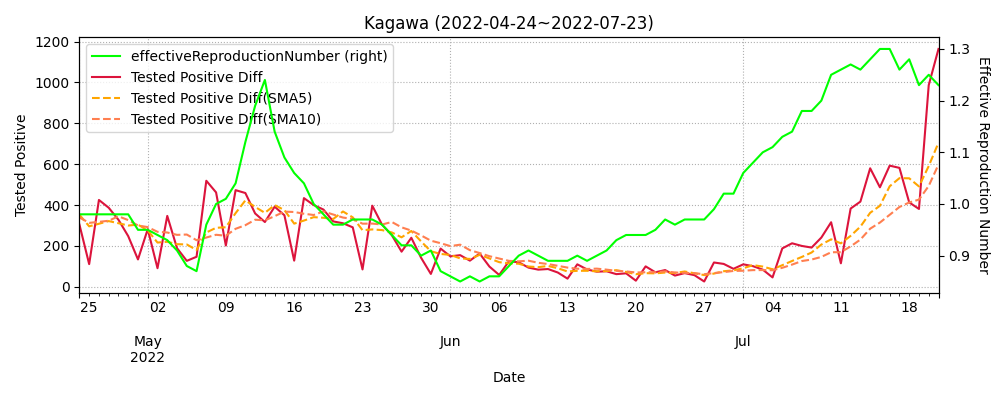 Kagawa (2022-04-24~2022-07-23)
effectiveReproductionNumber (right)
Tested Positive Diff
Tested Positive Diff(SMA5)
Tested Positive Diff(SMA10)
Tested Positive
1200
1000
800
600
400
200
0
1.3
1.2
1.1
1.0
0.9
Effective Reproduction Number
25 02 09 16 23 30 06 13 20 27 04 11 18
May Jun Jul
2022
Date